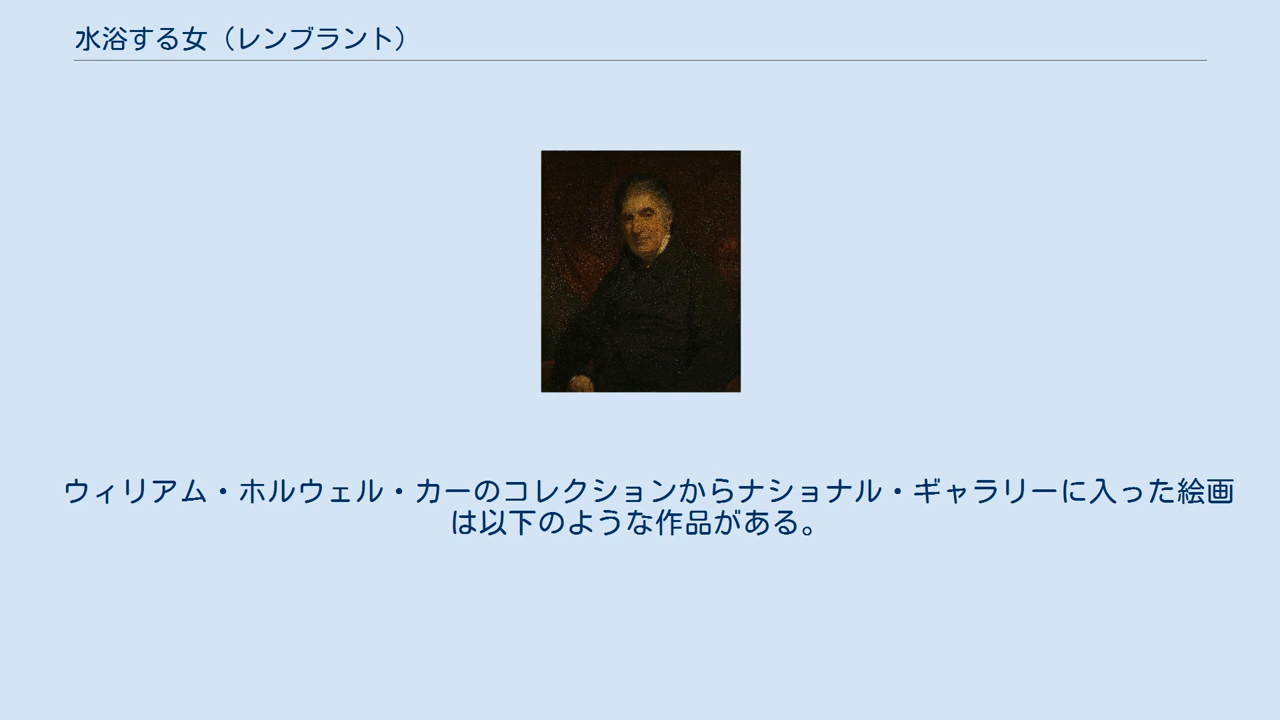 水浴する女（レンブラント）
ウィリアム・ホルウェル・カーのコレクションからナショナル・ギャラリーに入った絵画
は以下のような作品がある。